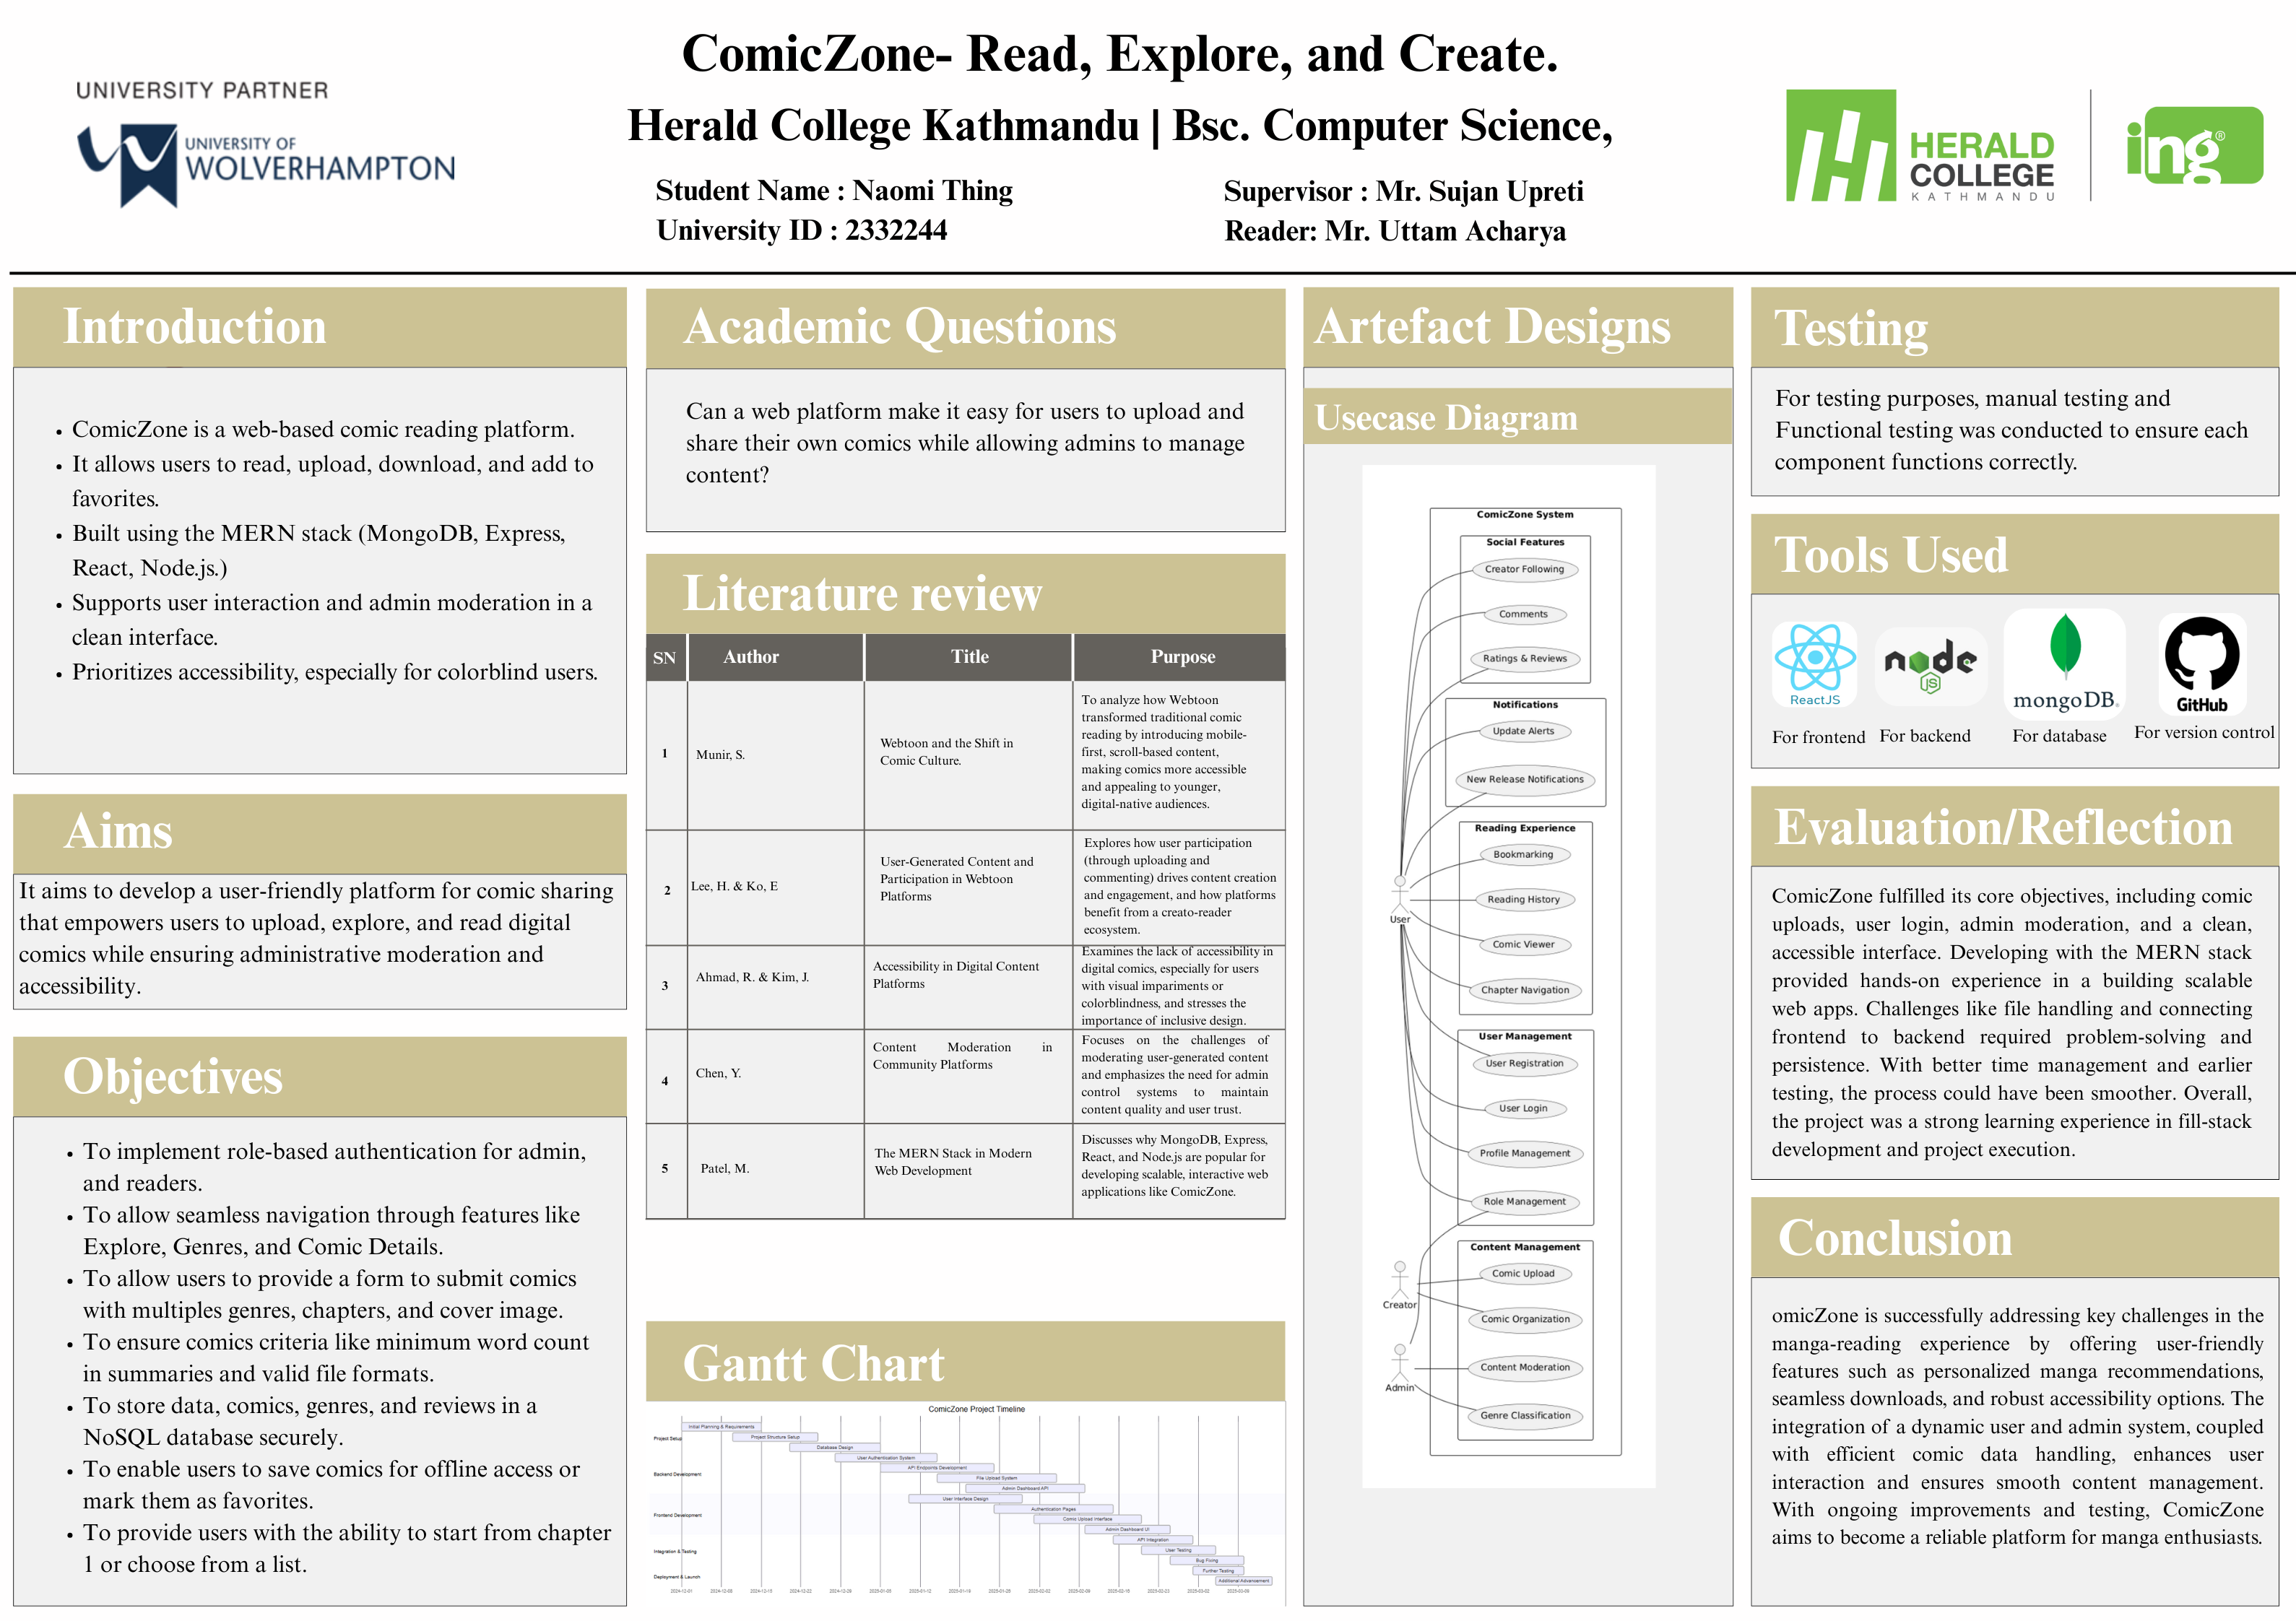 ComicZone- Read, Explore, and Create.
Herald College Kathmandu | Bsc. Computer Science,
UNIVERSITY PARTNER
UNIVERSITY OF
WOLVERHAMPTON
Student Name : Naomi Thing
University ID : 2332244
Supervisor : Mr. Sujan Upreti
Reader: Mr. Uttam Acharya
HERALD
COLLEGE
KATHMANDU
ing®
Introduction
• ComicZone is a web-based comic reading platform.
• It allows users to read, upload, download, and add to
favorites.
• Built using the MERN stack (MongoDB, Express,
React, Node.js.)
• Supports user interaction and admin moderation in a
clean interface.
• Prioritizes accessibility, especially for colorblind users.
Aims
It aims to develop a user-friendly platform for comic sharing
that empowers users to upload, explore, and read digital
comics while ensuring administrative moderation and
accessibility.
Objectives
• To implement role-based authentication for admin,
and readers.
• To allow seamless navigation through features like
Explore, Genres, and Comic Details.
• To allow users to provide a form to submit comics
with multiples genres, chapters, and cover image.
• To ensure comics criteria like minimum word count
in summaries and valid file formats.
• To store data, comics, genres, and reviews in a
NoSQL database securely.
• To enable users to save comics for offline access or
mark them as favorites.
• To provide users with the ability to start from chapter
1 or choose from a list.
Academic Questions
Can a web platform make it easy for users to upload and
share their own comics while allowing admins to manage
content?
Literature review
SN Author Title Purpose
1
Munir, S.
Webtoon and the Shift in
Comic Culture.
To analyze how Webtoon
transformed traditional comic
reading by introducing mobile-
first, scroll-based content,
making comics more accessible
and appealing to younger,
digital-native audiences.
2
Lee, H. & Ko, E
User-Generated Content and
Participation in Webtoon
Platforms
Explores how user participation
(through uploading and
commenting) drives content creation
and engagement, and how platforms
benefit from a creato-reader
ecosystem.
3
Ahmad, R. & Kim, J.
Accessibility in Digital Content
Platforms
Examines the lack of accessibility in
digital comics, especially for users
with visual impariments or
colorblindness, and stresses the
importance of inclusive design.
4
Chen, Y.
Content Moderation in
Community Platforms
Focuses on the challenges of
moderating user-generated content
and emphasizes the need for admin
control systems to maintain
content quality and user trust.
5
Patel, M.
The MERN Stack in Modern
Web Development
Discusses why MongoDB, Express,
React, and Node.js are popular for
developing scalable, interactive web
applications like ComicZone.
Gantt Chart
ComicZone Project Timeline
Project Setup
Initial Planning & Requirements
Project Structure Setup
Database Design
Backend Development
User Authentication System
API Endpoints Development
File Upload System
Admin Dashboard API
Frontend Development
User Interface Design
Authentication Pages
Comic Upload Interface
Admin Dashboard UI
Integration & Testing
API Integration
User Testing
Bug Fixing
Deployment & Launch
Further Testing
Additional Advancement
Artefact Designs
Usecase Diagram
ComicZone System
Social Features
Creator Following
Comments
Ratings & Reviews
Notifications
Update Alerts
New Release Notifications
Reading Experience
Bookmarking
Reading History
Comic Viewer
Chapter Navigation
User
User Management
User Registration
User Login
Profile Management
Role Management
Content Management
Comic Upload
Comic Organization
Content Moderation
Genre Classification
Creator
Admin
Testing
For testing purposes, manual testing and
Functional testing was conducted to ensure each
component functions correctly.
Tools Used
ReactJS
node
JS
mongoDB.
GitHub
For frontend
For backend
For database
For version control
Evaluation/Reflection
ComicZone fulfilled its core objectives, including comic
uploads, user login, admin moderation, and a clean,
accessible interface. Developing with the MERN stack
provided hands-on experience in a building scalable
web apps. Challenges like file handling and connecting
frontend to backend required problem-solving and
persistence. With better time management and earlier
testing, the process could have been smoother. Overall,
the project was a strong learning experience in fill-stack
development and project execution.
Conclusion
omicZone is successfully addressing key challenges in the
manga-reading experience by offering user-friendly
features such as personalized manga recommendations,
seamless downloads, and robust accessibility options. The
integration of a dynamic user and admin system, coupled
with efficient comic data handling, enhances user
interaction and ensures smooth content management.
With ongoing improvements and testing, ComicZone
aims to become a reliable platform for manga enthusiasts.